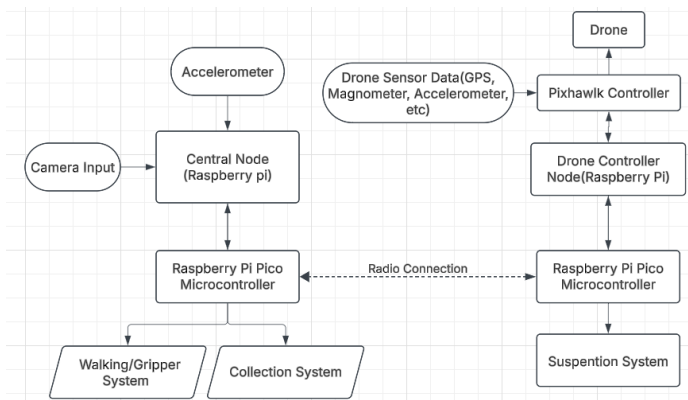 Drone
Accelerometer
Drone Sensor Data(GPS,
Magnometer, Accelerometer,
etc)
Pixhawlk Controller
Camera Input
Central Node
(Raspberry pi)
Drone Controller
Node(Raspberry Pi)
Raspberry Pi Pico
Microcontroller
Radio Connection
Raspberry Pi Pico
Microcontroller
Walking/Gripper
System
Collection System
Suspention System